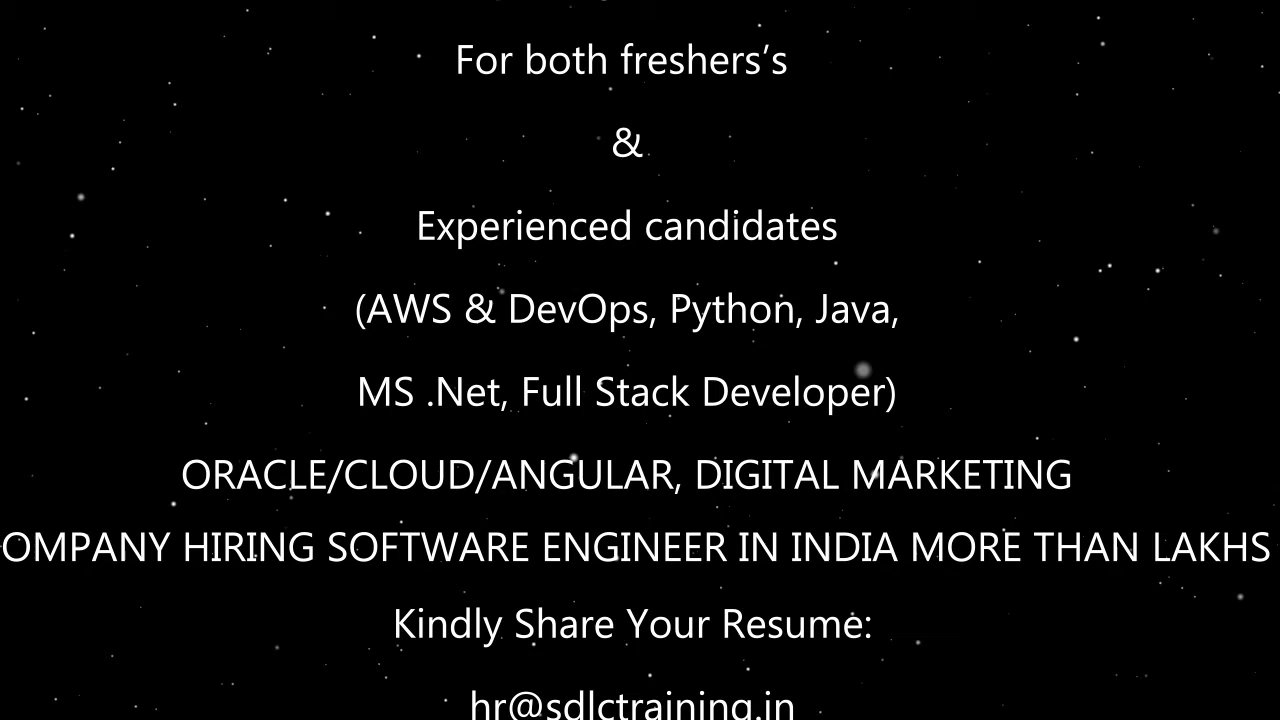 For both freshers’s
&
Experienced candidates
(AWS & DevOps, Python, Java,
MS .Net, Full Stack Developer)
ORACLE/CLOUD/ANGULAR, DIGITAL MARKETING
OMPANY HIRING SOFTWARE ENGINEER IN INDIA MORE THAN LAKHS
Kindly Share Your Resume:
hr@sdlctraining.in